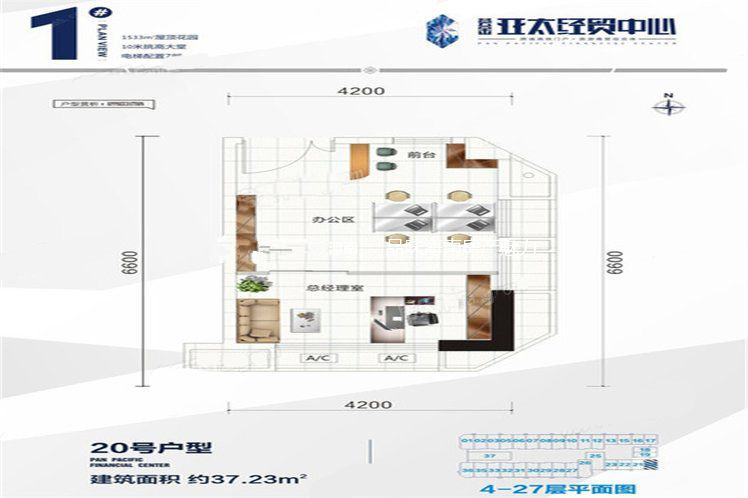 1#
PLANVIEW
1533m²屋顶花园
10米挑高大堂
电梯配置7部
亚太经贸中心
PAN PACIFIC FINANCIAL CENTER
4200
N
户型赏析
前台
办公区
6600
6600
总经理室
A/C
A/C
4200
20号户型
PAN PACIFIC
FINANCIAL CENTER
建筑面积 约37.23m²
01 02 03 04 05 06 07 08 09 10 11 12 13 14 15 16 17
37
25
18
19
26
36 35 33 32 31 30 29 28 27
23 22 21
4-27层平面图